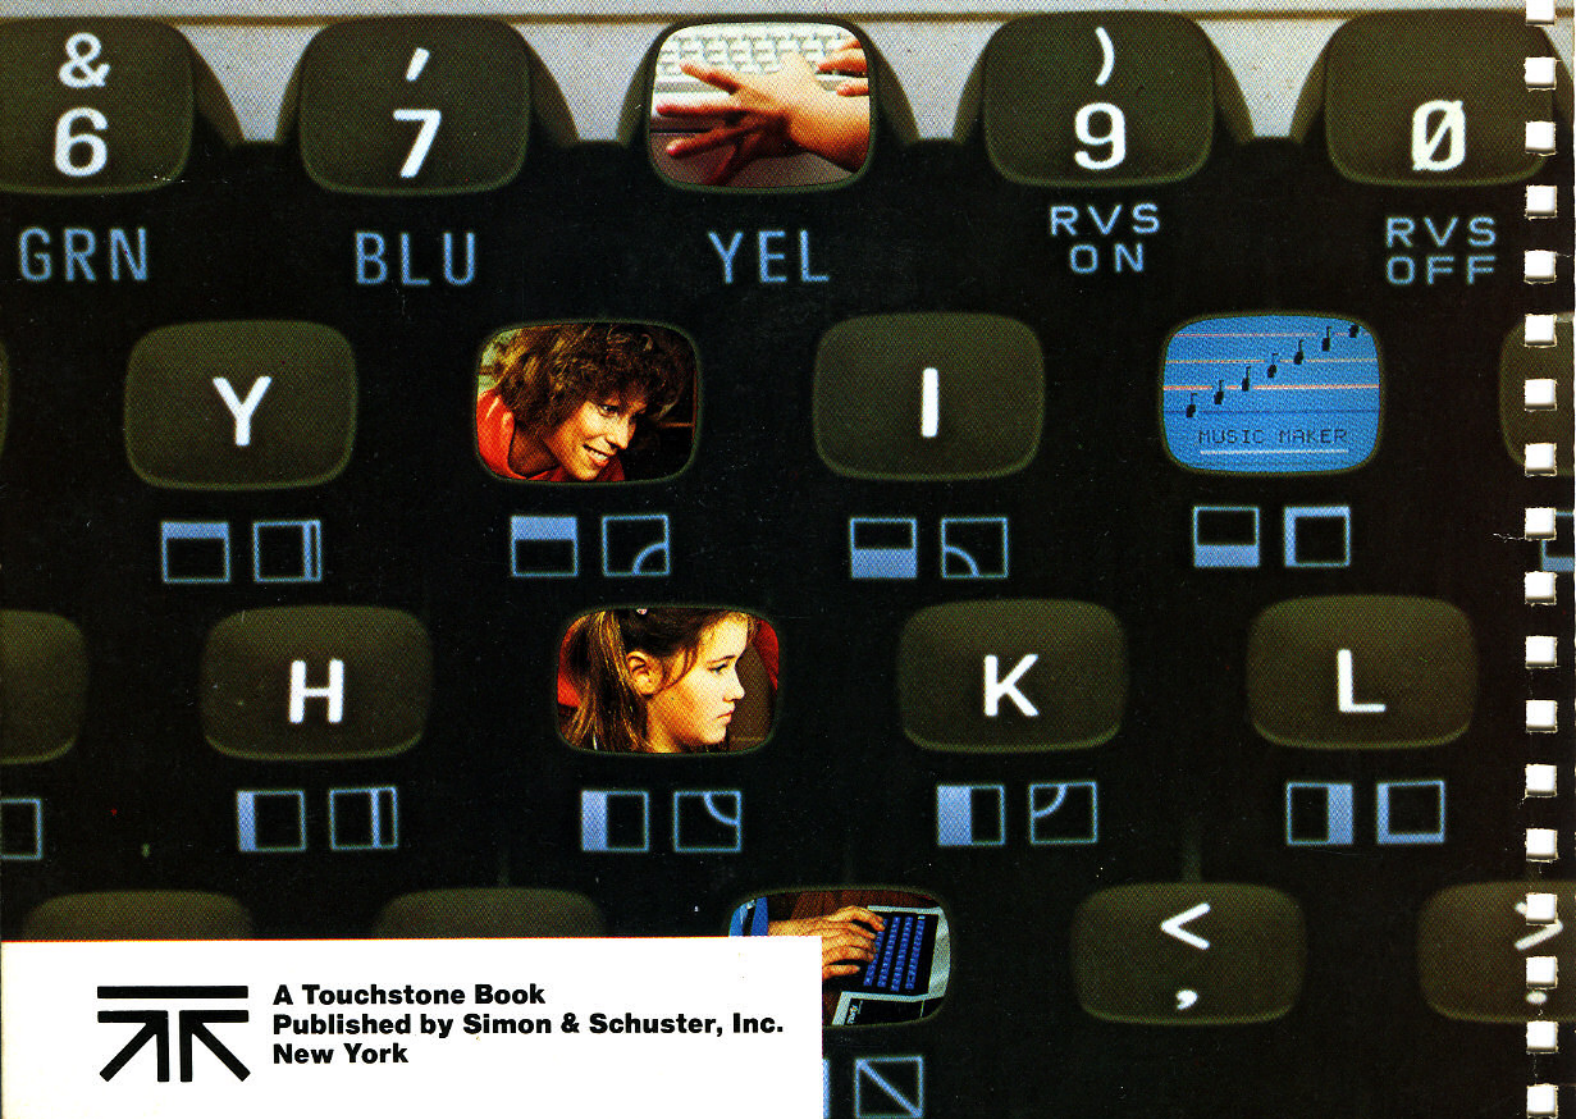 &
6
,
7
)
9
Ø
GRN
BLU
YEL
RVS
ON
RVS
OFF
Y
I
MUSIC MAKER
H
K
L
<
,
>
.
A Touchstone Book
Published by Simon & Schuster, Inc.
New York